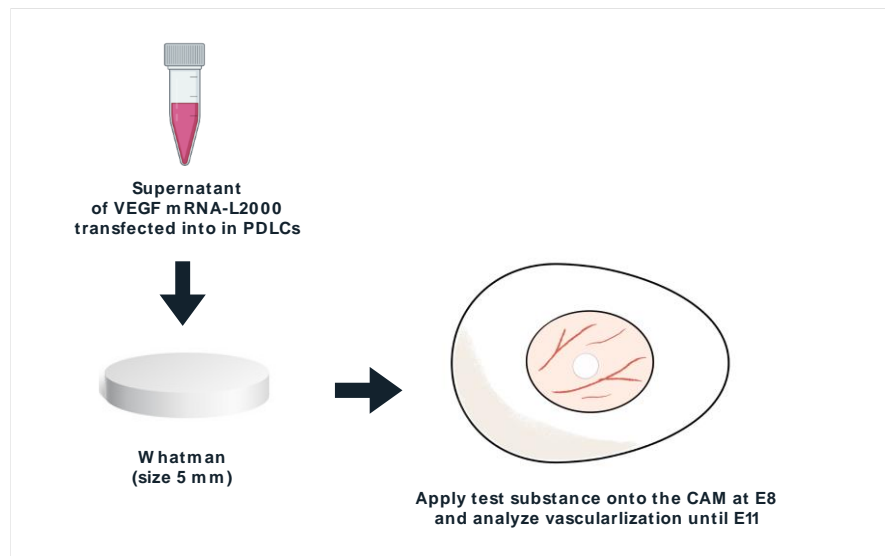 Supernatant
of VEGF mRNA-L2000
transfected into in PDLCs
Whatman
(size 5 mm)
Apply test substance onto the CAM at E8
and analyze vascularlization until E11